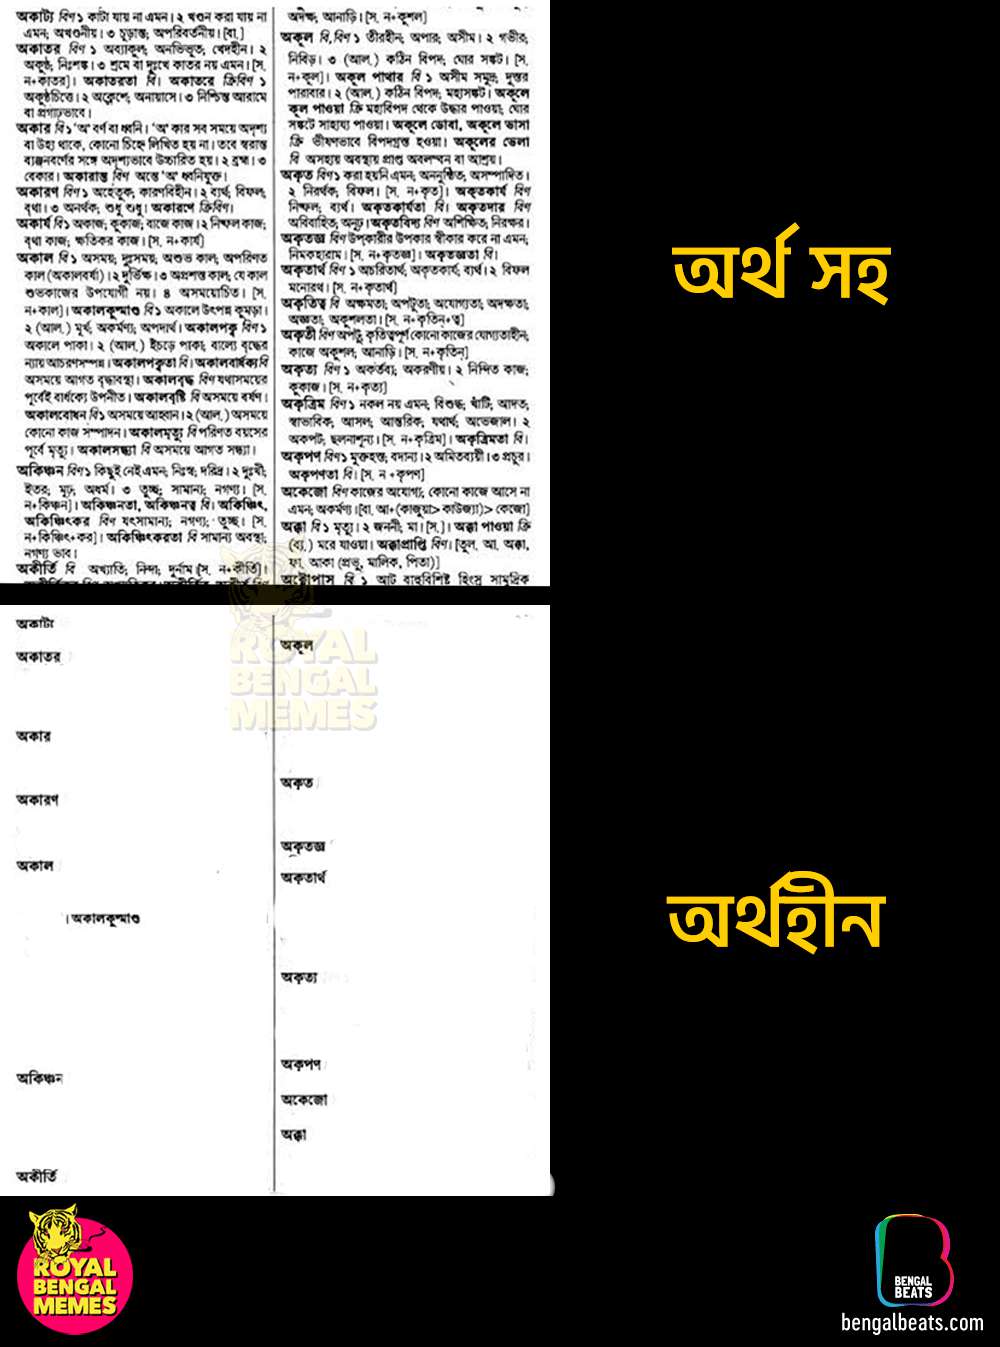 অকাট্য বিণ ১ কাটা যায় না এমন। ২ খণ্ডন করা যায় না
এমন; অখণ্ডনীয়। ৩ চূড়ান্ত; অপরিবর্তনীয়। [বা.]
অকাতর বিণ ১ অব্যাকুল; অনভিভূত; খেদহীন। ২
অকুণ্ঠ; নিঃশঙ্ক। ৩ শ্রমে বা দুঃখে কাতর নয় এমন। [স.
ন+কাতর]। অকাতরতা বি। অকাতরে ক্রিবিণ ১
অকুণ্ঠচিত্তে। ২ অক্লেশে; অনায়াসে। ৩ নিশ্চিন্ত আরামে
বা প্রগাঢ়ভাবে।
অকার বি ১ 'অ' বর্ণ বা ধ্বনি। 'অ' কার সব সময়ে অদৃশ্য
বা উহ্য থাকে, কোনো চিহ্নে লিখিত হয় না। তবে স্বরান্ত
ব্যঞ্জনবর্ণের সঙ্গে অদৃশ্যভাবে উচ্চারিত হয়। ২ ব্রহ্মা। ৩
বেকার। অকারান্ত বিণ অন্তে 'অ' ধ্বনিযুক্ত।
অকারণ বিণ ১ অহেতুক; কারণবিহীন। ২ ব্যর্থ; বিফল;
বৃথা। ৩ অনর্থক; শুধু শুধু। অকারণে ক্রিবিণ।
অকার্য বি ১ অকাজ; কুকাজ; বাজে কাজ। ২ নিষ্ফল কাজ;
বৃথা কাজ; ক্ষতিকর কাজ। [স. ন+কার্য]
অকাল বি ১ অসময়; দুঃসময়; অশুভ কাল; অপরিণত
কাল (অকালবর্ষা)। ২ দুর্ভিক্ষ। ৩ অপ্রশস্ত কাল; যে কাল
শুভকাজের উপযোগী নয়। ৪ অসময়োচিত। [স.
ন+কাল]। অকালকুষ্মাণ্ড বি ১ অকালে উৎপন্ন কুমড়া।
২ (আল.) মূর্খ; অকর্মণ্য; অপদার্থ। অকালপক্ব বিণ ১
অকালে পাকা। ২ (আল.) ইঁচড়ে পাকা; বাল্যে বৃদ্ধের
ন্যায় আচরণসম্পন্ন। অকালপক্বতা বি। অকালবার্ধক্য বি
অসময়ে আগত বৃদ্ধাবস্থা। অকালবৃদ্ধ বিণ যথাসময়ের
পূর্বেই বার্ধক্যে উপনীত। অকালবৃষ্টি বি অসময়ে বর্ষণ।
অকালবোধন বি ১ অসময়ে আহ্বান। ২ (আল.) অসময়ে
কোনো কাজ সম্পাদন। অকালমৃত্যু বি পরিণত বয়সের
পূর্বে মৃত্যু। অকালসন্ধ্যা বি অসময়ে আগত সন্ধ্যা।
অকিঞ্চন বিণ ১ কিছুই নেই এমন; নিঃস্ব; দরিদ্র। ২ দুঃখী;
ইতর; মূঢ়; অধর্ম। ৩ তুচ্ছ; সামান্য; নগণ্য। [স.
ন+কিঞ্চন]। অকিঞ্চনতা, অকিঞ্চনত্ব বি। অকিঞ্চিৎ,
অকিঞ্চিৎকর বিণ যৎসামান্য; নগণ্য; তুচ্ছ। [স.
ন+কিঞ্চিৎ+কর]। অকিঞ্চিৎকরতা বি সামান্য অবস্থা;
নগণ্য ভাব।
অকীর্তি বি অখ্যাতি; নিন্দা; দুর্নাম। [স. ন+কীর্তি]।
অদক্ষ; আনাড়ি। [স. ন+কুশল]
অকূল বি, বিণ ১ তীরহীন; অপার; অসীম। ২ গভীর;
নিবিড়। ৩ (আল.) কঠিন বিপদ; ঘোর সঙ্কট। [স.
ন+কূল]। অকূল পাথার বি ১ অসীম সমুদ্র; দুস্তর
পারাবার। ২ (আল.) কঠিন বিপদ; মহাসঙ্কট। অকূলে
কূল পাওয়া ক্রি মহাবিপদ থেকে উদ্ধার পাওয়া; ঘোর
সঙ্কটে সাহায্য পাওয়া। অকূলে ডোবা, অকূলে ভাসা
ক্রি ভীষণভাবে বিপদগ্রস্ত হওয়া। অকূলের ভেলা
বি অসহায় অবস্থায় প্রাপ্ত অবলম্বন বা আশ্রয়।
অকৃত বিণ ১ করা হয়নি এমন; অননুষ্ঠিত; অসম্পাদিত।
২ নিরর্থক; বিফল। [স. ন+কৃত]। অকৃতকার্য বিণ
নিষ্ফল; ব্যর্থ। অকৃতকার্যতা বি। অকৃতদার বিণ
অবিবাহিত; অনূঢ়। অকৃতবিদ্য বিণ অশিক্ষিত; নিরক্ষর।
অকৃতজ্ঞ বিণ উপকারীর উপকার স্বীকার করে না এমন;
নিমকহারাম। [স. ন+কৃতজ্ঞ]। অকৃতজ্ঞতা বি।
অকৃতার্থ বিণ ১ অচরিতার্থ; অকৃতকার্য; ব্যর্থ। ২ বিফল
মনোরথ। [স. ন+কৃতার্থ]
অকৃতিত্ব বি অক্ষমতা; অপটুতা; অযোগ্যতা; অদক্ষতা;
অজ্ঞতা; অকুশলতা। [স. ন+কৃতিন্+ত্ব]
অকৃতী বিণ অপটু; কৃতিত্বপূর্ণ কোনো কাজের যোগ্যতাহীন;
কাজে অকুশল; আনাড়ি। [স. ন+কৃতিন্]
অকৃত্য বিণ ১ অকর্তব্য; অকরণীয়। ২ নিন্দিত কাজ;
কুকাজ। [স. ন+কৃত্য]
অকৃত্রিম বিণ ১ নকল নয় এমন; বিশুদ্ধ; খাঁটি; আদত;
স্বাভাবিক; আসল; আন্তরিক; যথার্থ; অভেজাল। ২
অকপট; ছলনাশূন্য। [স. ন+কৃত্রিম]। অকৃত্রিমতা বি।
অকৃপণ বিণ ১ মুক্তহস্ত; বদান্য। ২ অমিতব্যয়ী। ৩ প্রচুর।
অকৃপণতা বি। [স. ন+কৃপণ]
অকেজো বিণ কাজের অযোগ্য; কোনো কাজে আসে না
এমন; অকর্মণ্য। [বা. আ+(কাজুয়া> কাউজ্যা)> কেজো]
অক্কা বি ১ মৃত্যু। ২ জননী; মা। [স.]। অক্কা পাওয়া ক্রি
(ব্য.) মরে যাওয়া। অক্কাপ্রাপ্তি বিণ। [তুল. আ. অক্কা,
ফা. আকা (প্রভু, মালিক, পিতা)]
অক্টোপাস বি ১ আট বাহুবিশিষ্ট হিংস্র সামুদ্রিক
অর্থ সহ
ROYAL
BENGAL
MEMES
অকাট্য
অকাতর
অকার
অকারণ
অকাল
। অকালকুষ্মাণ্ড
অকিঞ্চন
অকীর্তি
অকূল
অকৃত
অকৃতজ্ঞ
অকৃতার্থ
অকৃত্য
অকৃপণ
অকেজো
অক্কা
অর্থহীন
ROYAL
BENGAL
MEMES
BENGAL
BEATS
bengalbeats.com